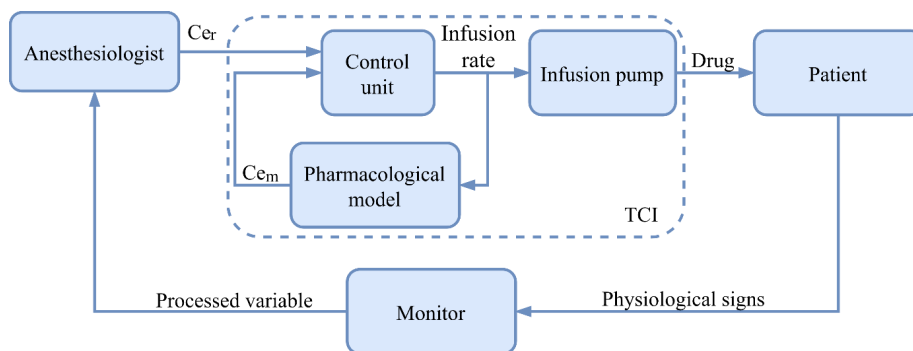 Anesthesiologist
Ceᵣ
Control
unit
Infusion
rate
Infusion pump
Drug
Patient
Ceₘ
Pharmacological
model
TCI
Processed variable
Monitor
Physiological signs